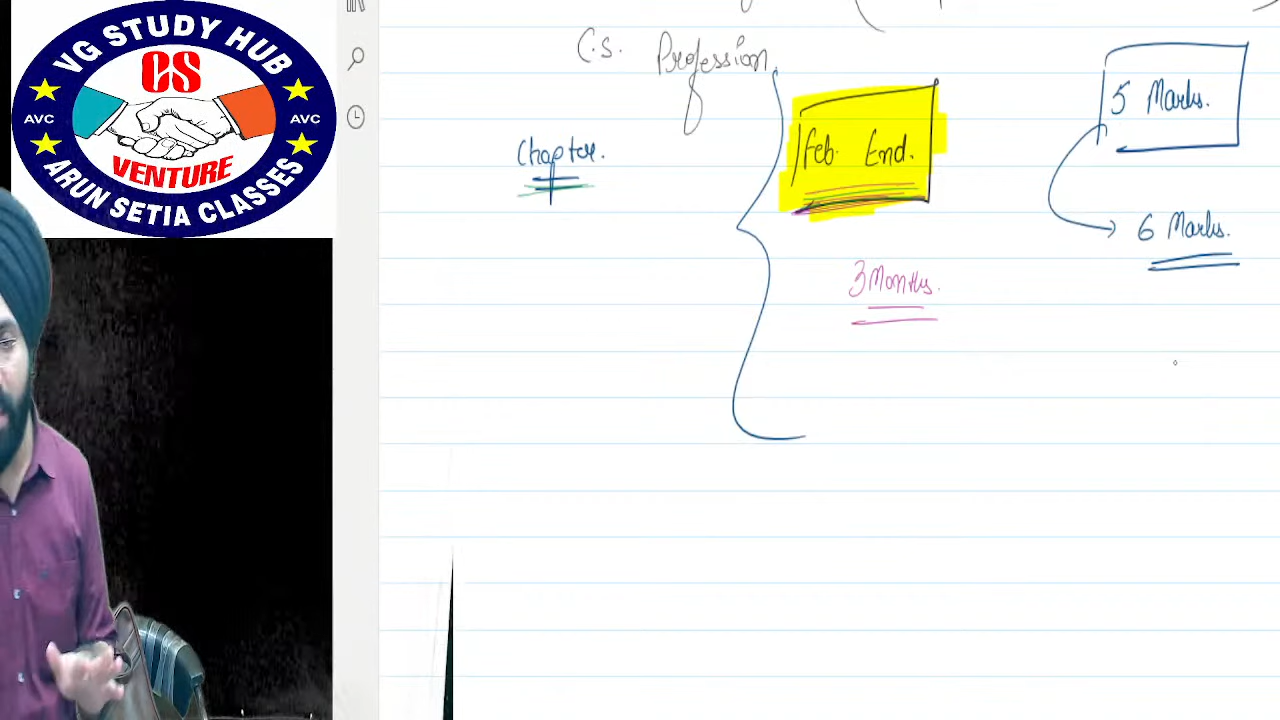 VG STUDY HUB
CS
AVC
AVC
VENTURE
ARUN SETIA CLASSES
C.S. Profession
5 Marks.
Chapter.
Feb. End.
6 Marks.
3 Months.